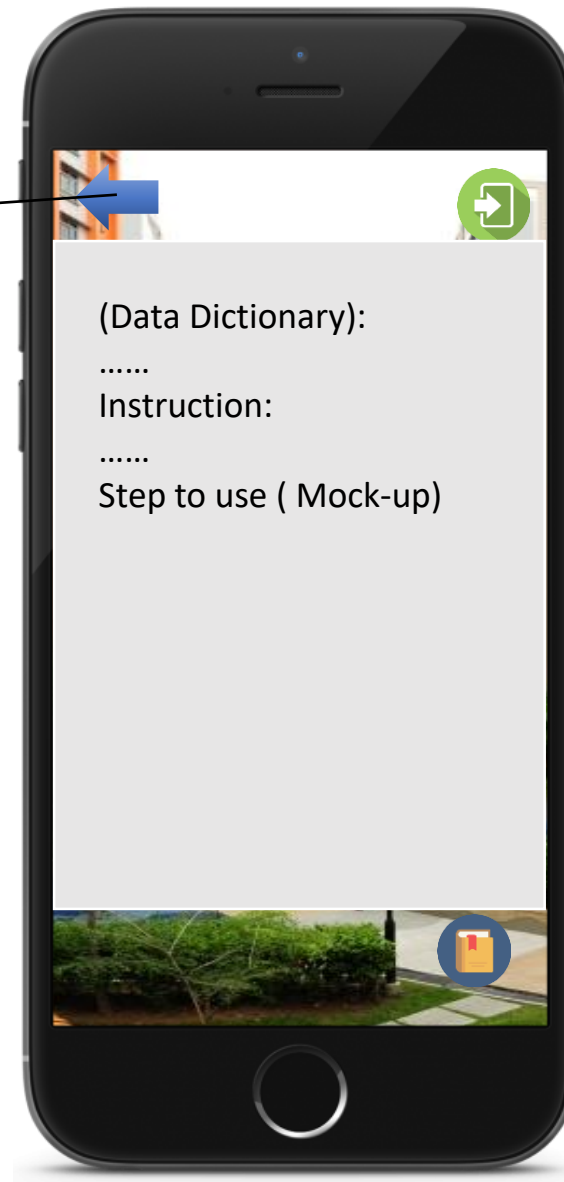 (Data Dictionary):
......
Instruction:
......
Step to use ( Mock-up)